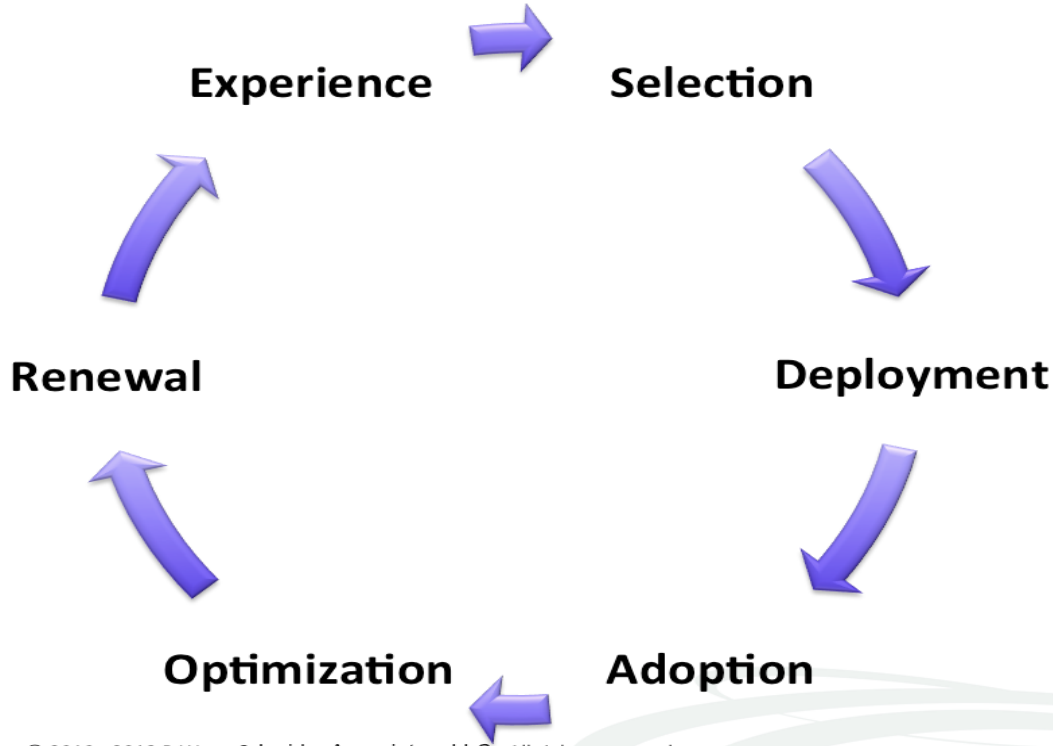 Experience
Selection
Renewal
Deployment
Optimization
Adoption